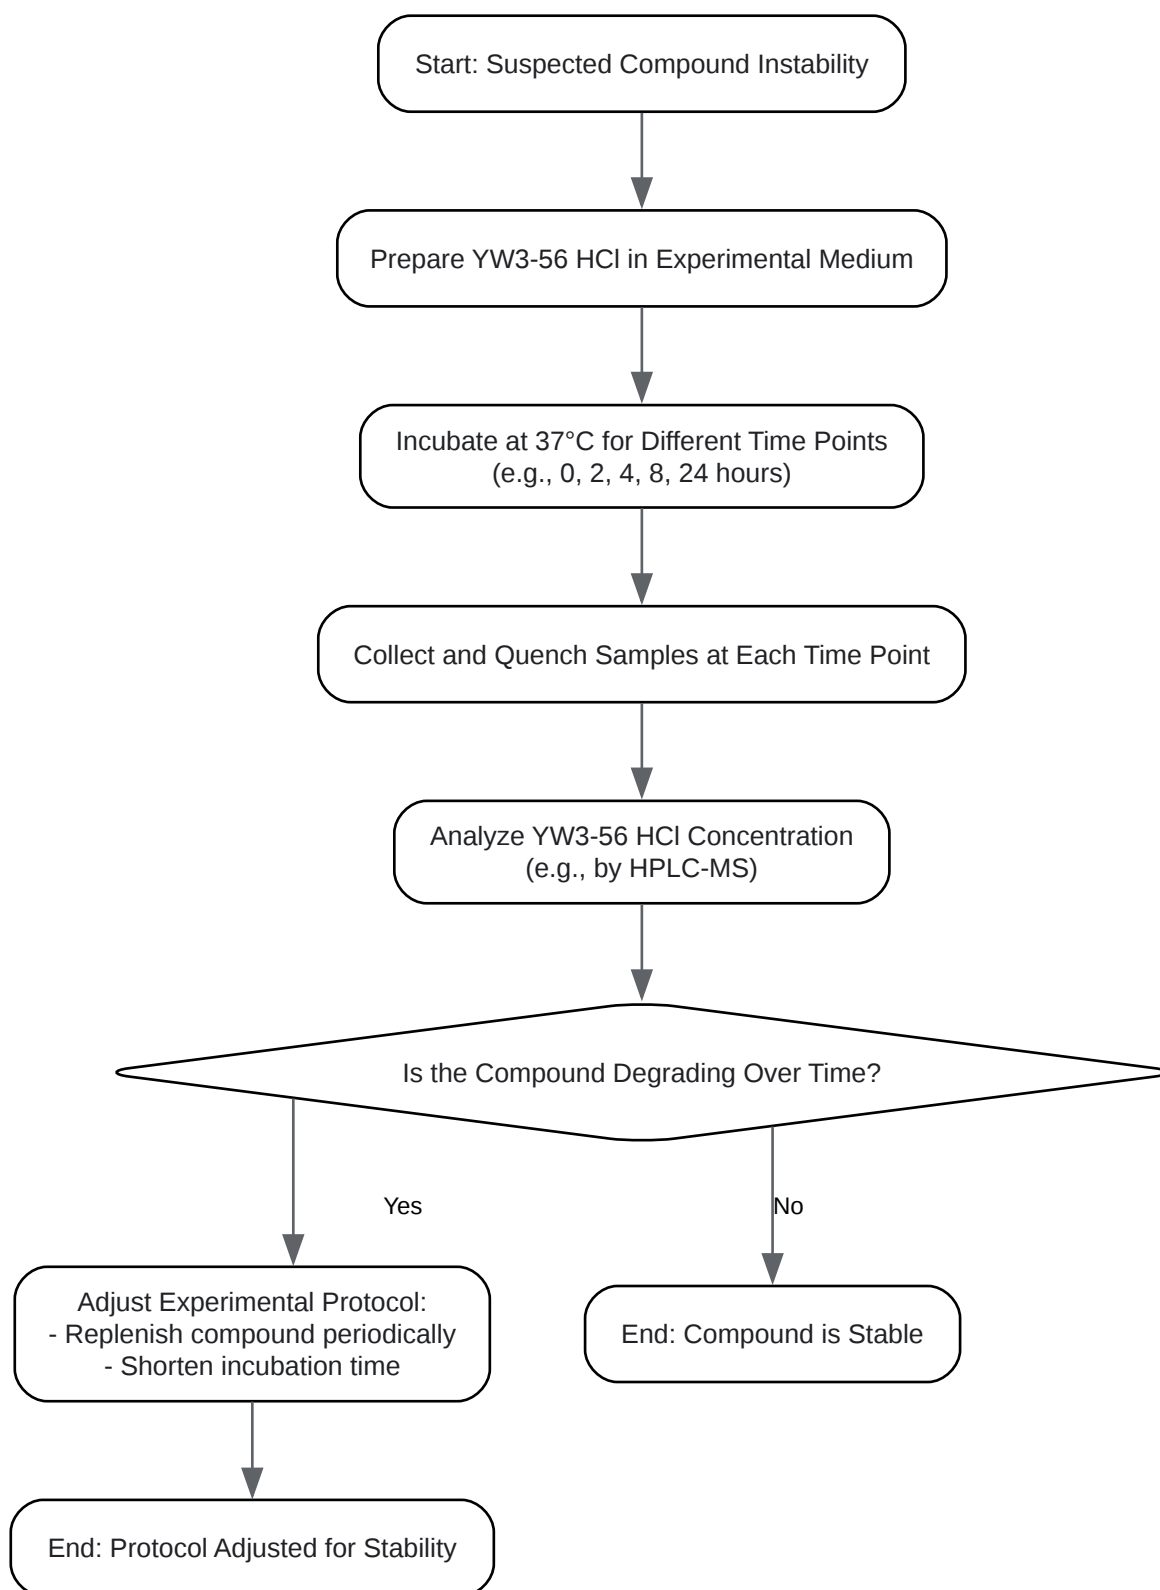 Start: Suspected Compound Instability
Prepare YW3-56 HCl in Experimental Medium
Incubate at 37°C for Different Time Points
(e.g., 0, 2, 4, 8, 24 hours)
Collect and Quench Samples at Each Time Point
Analyze YW3-56 HCl Concentration
(e.g., by HPLC-MS)
Is the Compound Degrading Over Time?
Yes
No
Adjust Experimental Protocol:
- Replenish compound periodically
- Shorten incubation time
End: Compound is Stable
End: Protocol Adjusted for Stability